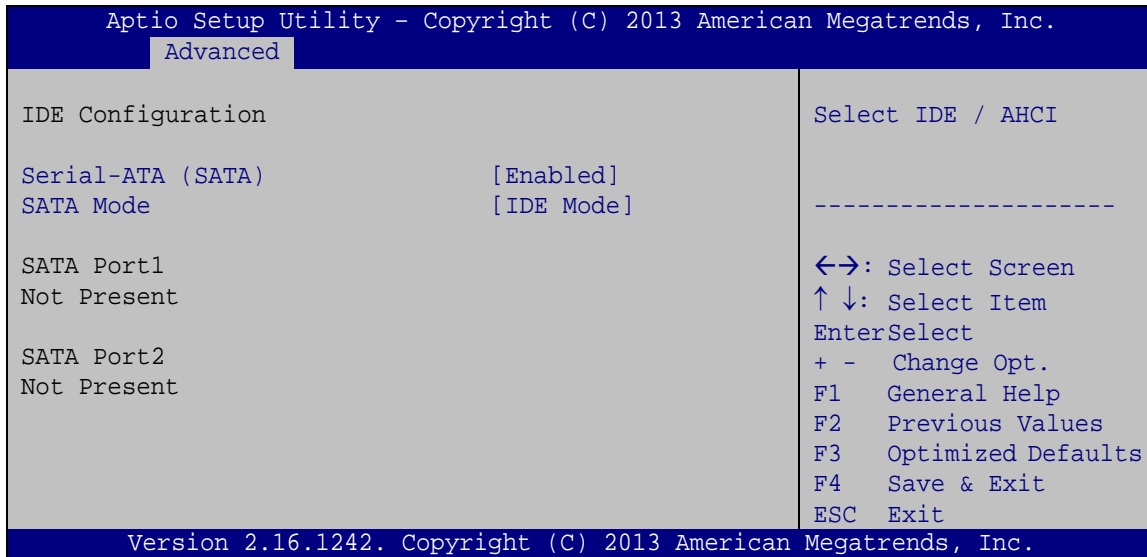 Aptio Setup Utility – Copyright (C) 2013 American Megatrends, Inc.
Advanced
IDE Configuration
Serial-ATA (SATA) [Enabled]
SATA Mode [IDE Mode]
SATA Port1
Not Present
SATA Port2
Not Present
Select IDE / AHCI
---------------------
←→: Select Screen
↑ ↓: Select Item
EnterSelect
+ - Change Opt.
F1 General Help
F2 Previous Values
F3 Optimized Defaults
F4 Save & Exit
ESC Exit
Version 2.16.1242. Copyright (C) 2013 American Megatrends, Inc.